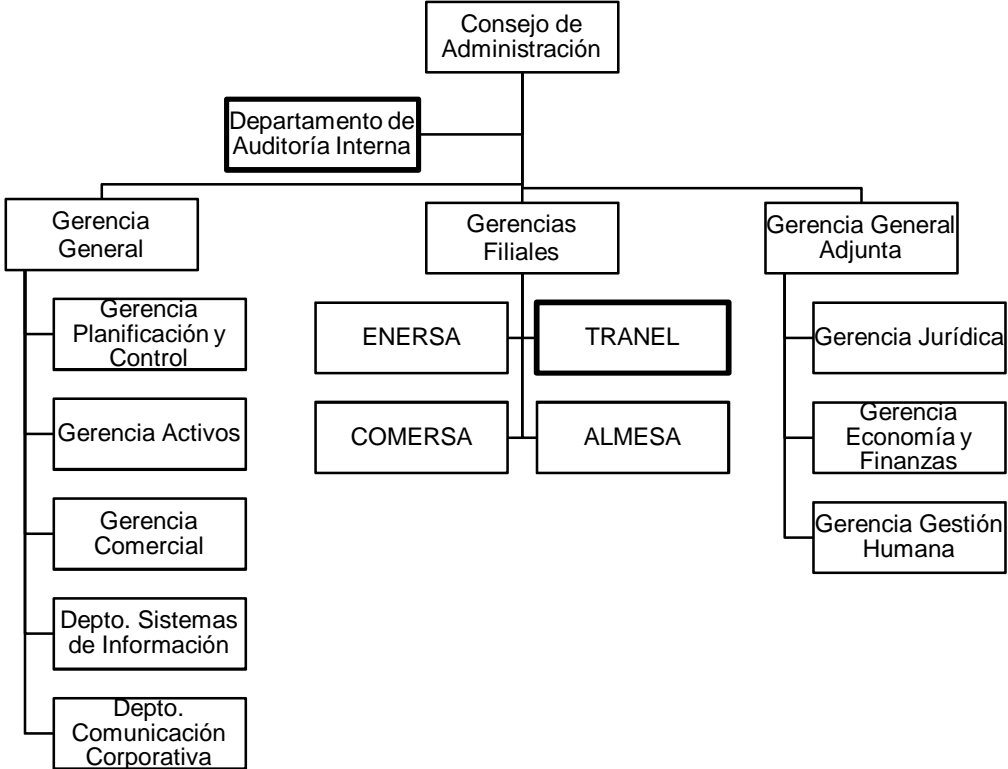 Consejo de
Administración
Departamento de
Auditoría Interna
Gerencia
General
Gerencias
Filiales
Gerencia General
Adjunta
Gerencia
Planificación y
Control
ENERSA
TRANEL
Gerencia Jurídica
Gerencia Activos
COMERSA
ALMESA
Gerencia
Economía y
Finanzas
Gerencia
Comercial
Gerencia Gestión
Humana
Depto. Sistemas
de Información
Depto.
Comunicación
Corporativa